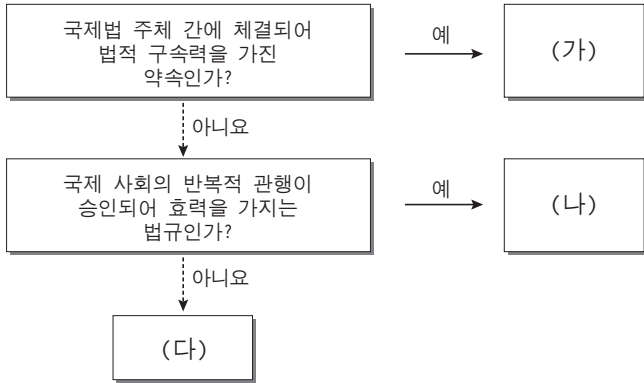 국제법 주체 간에 체결되어
법적 구속력을 가진
약속인가?
예
(가)
아니요
국제 사회의 반복적 관행이
승인되어 효력을 가지는
법규인가?
예
(나)
아니요
(다)